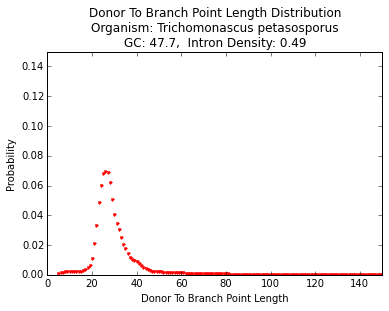 Donor To Branch Point Length Distribution
Organism: Trichomonascus petasosporus
GC: 47.7,  Intron Density: 0.49
0.14
0.12
0.10
0.08
0.06
0.04
0.02
0.00
Probability
0 20 40 60 80 100 120 140
Donor To Branch Point Length